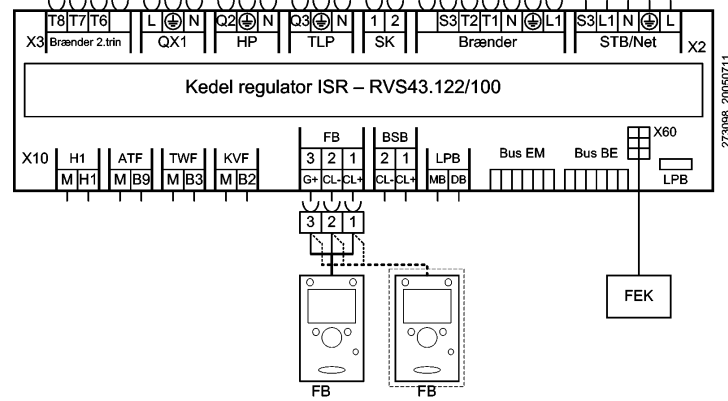 T8 T7 T6 L N Q2 N Q3 N 1 2 S3 T2 T1 N L1 S3 L1 N L
X3 Brænder 2.trin QX1 HP TLP SK Brænder STB/Net X2
Kedel regulator ISR – RVS43.122/100
273098_20050711
FB BSB X60
X10 H1 ATF TWF KVF 3 2 1 2 1 LPB Bus EM Bus BE
M H1 M B9 M B3 M B2 G+ CL- CL+ CL- CL+ MB DB LPB
3 2 1
FEK
FB FB